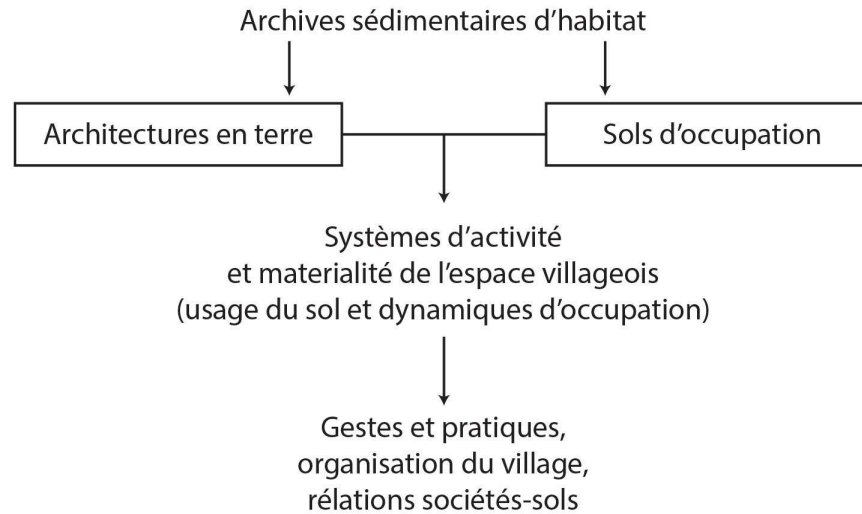 Archives sédimentaires d’habitat
Architectures en terre
Sols d’occupation
Systèmes d’activité
et materialité de l’espace villageois
(usage du sol et dynamiques d’occupation)
Gestes et pratiques,
organisation du village,
rélations sociétés-sols